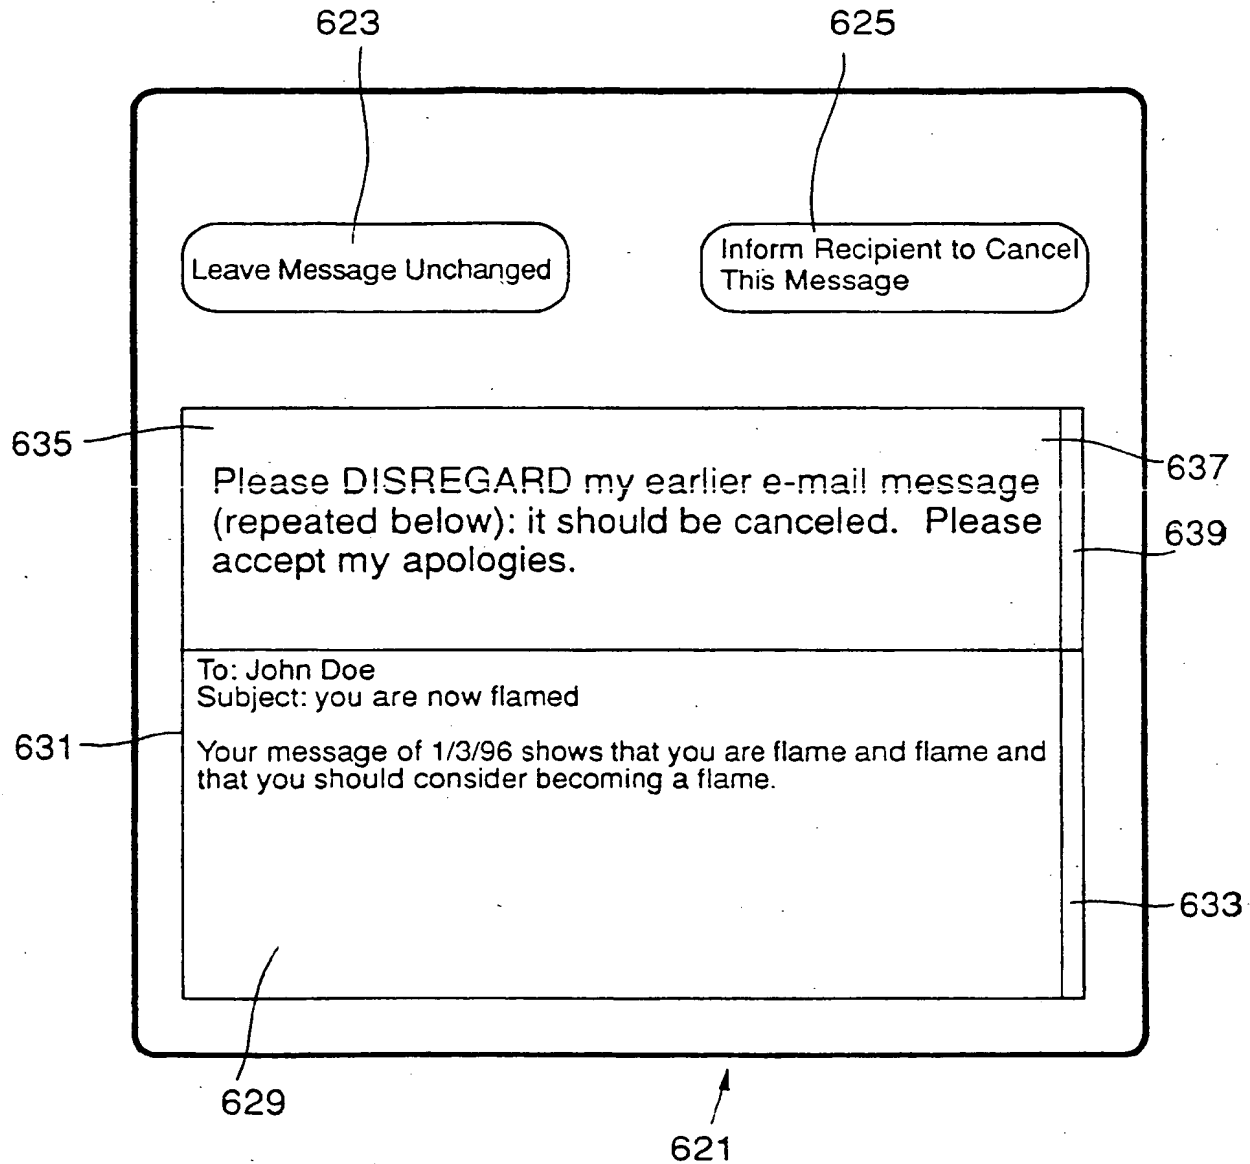 623
625
Leave Message Unchanged
Inform Recipient to Cancel
This Message
635
637
Please DISREGARD my earlier e-mail message
(repeated below): it should be canceled. Please
accept my apologies.
639
To: John Doe
Subject: you are now flamed
631
Your message of 1/3/96 shows that you are flame and flame and
that you should consider becoming a flame.
633
629
621